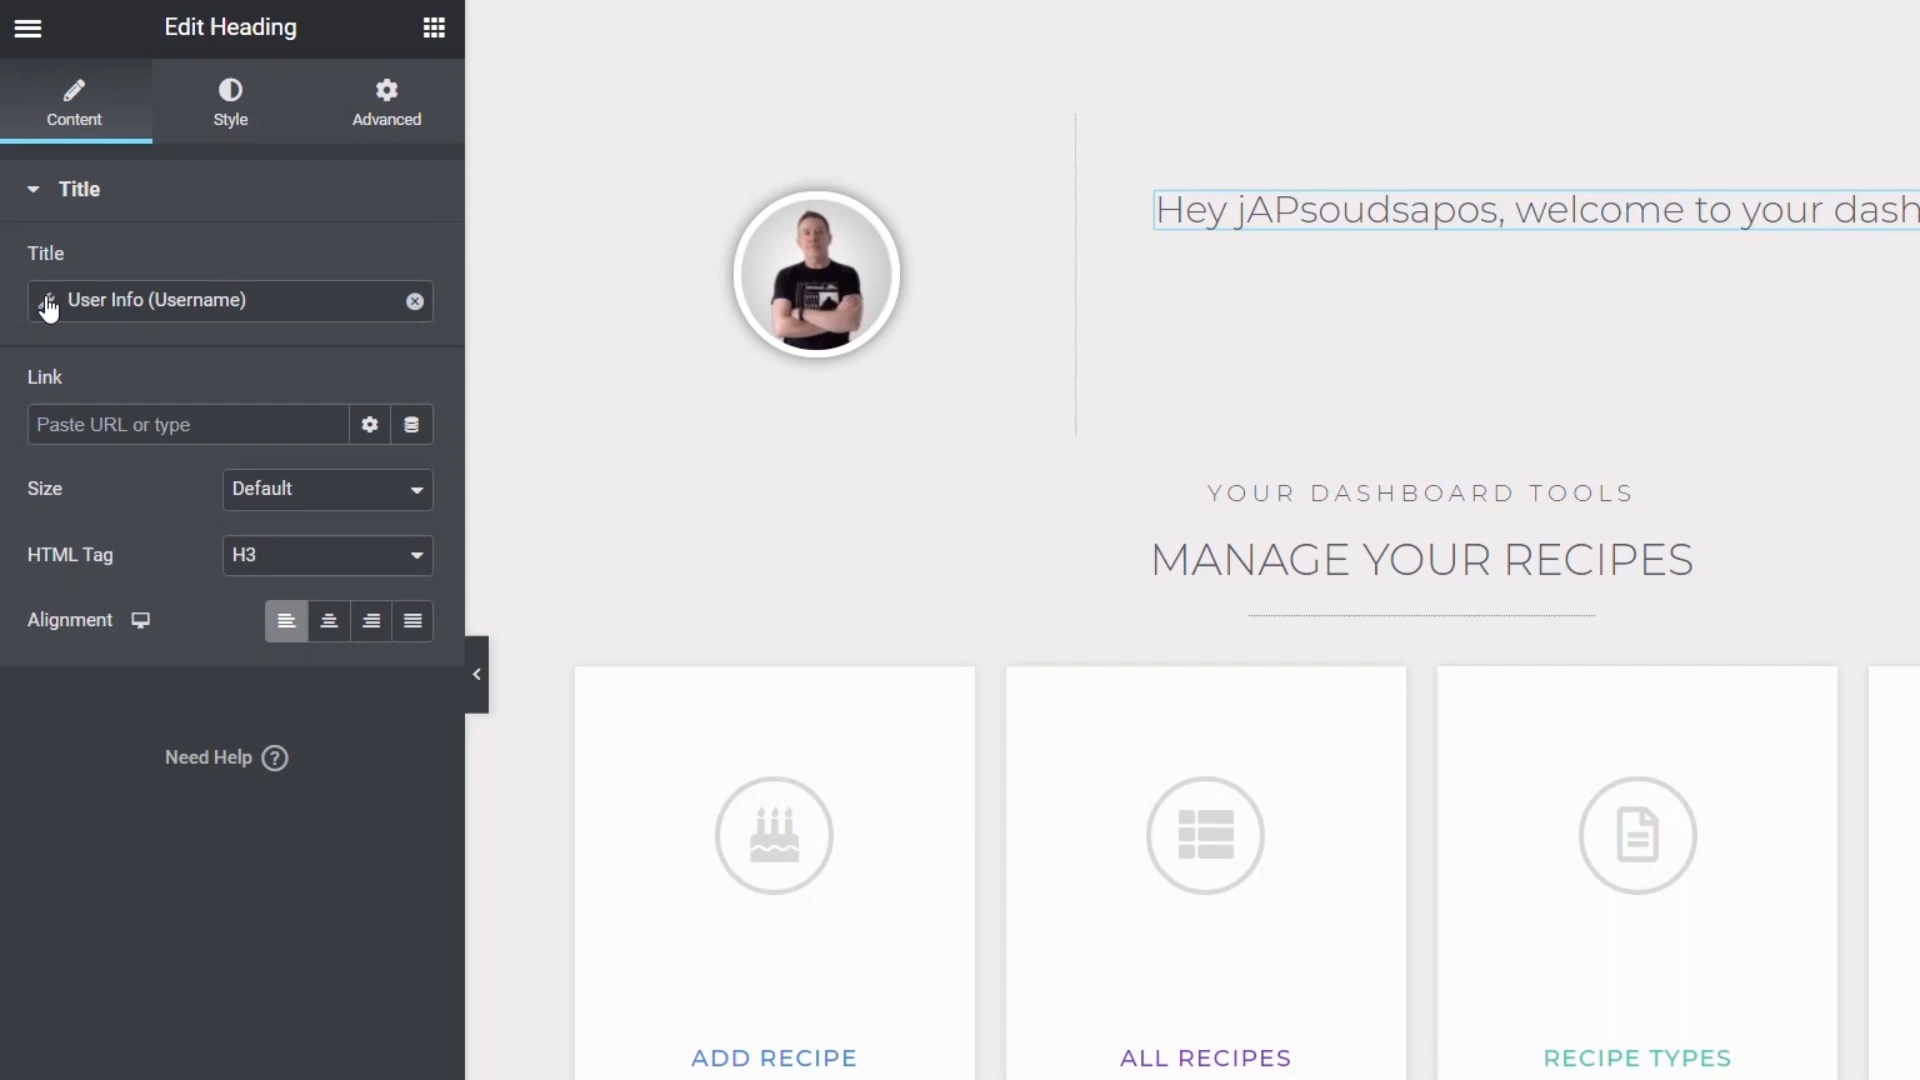 Edit Heading
Content
Style
Advanced
Title
Title
User Info (Username)
Link
Paste URL or type
Size
Default
HTML Tag
H3
Alignment
Need Help
Hey jAPsoudsapos, welcome to your dash
YOUR DASHBOARD TOOLS
MANAGE YOUR RECIPES
ADD RECIPE
ALL RECIPES
RECIPE TYPES